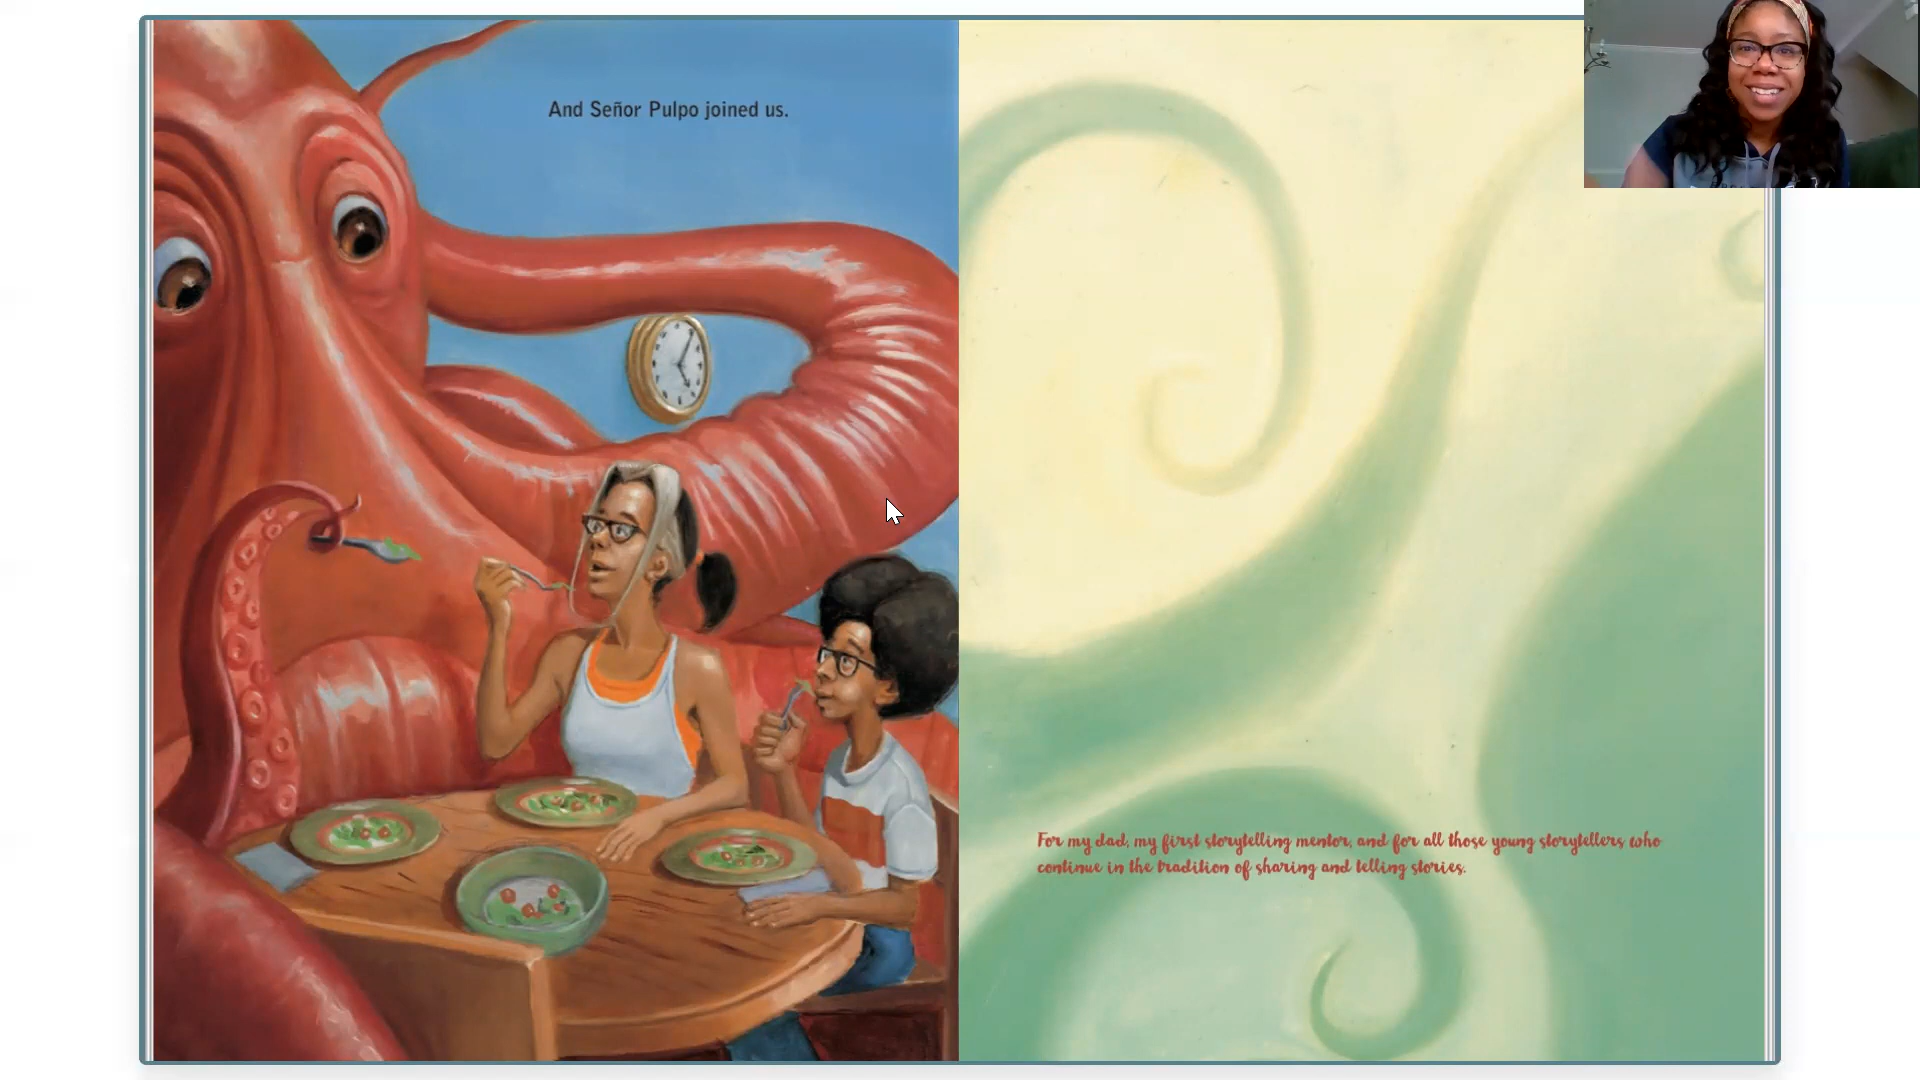 And Señor Pulpo joined us.
For my dad, my first storytelling mentor, and for all those young storytellers who
continue in the tradition of sharing and telling stories.